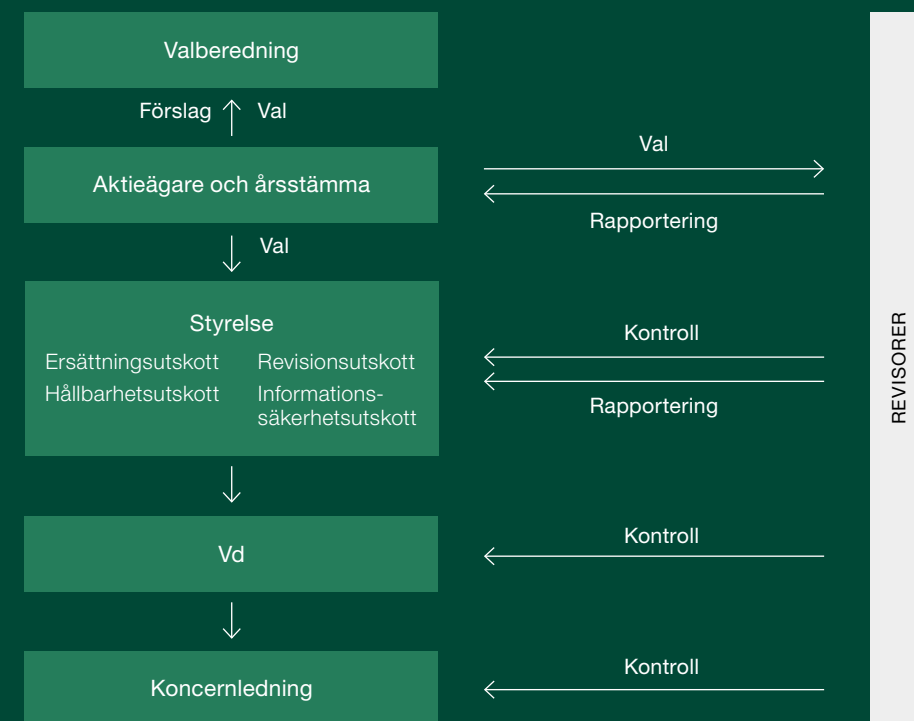 Valberedning
Förslag Val
Aktieägare och årsstämma
Val
Rapportering
Val
Styrelse
Ersättningsutskott Revisionsutskott
Hållbarhetsutskott Informations-
säkerhetsutskott
Kontroll
Rapportering
Vd
Kontroll
Koncernledning
Kontroll
REVISORER